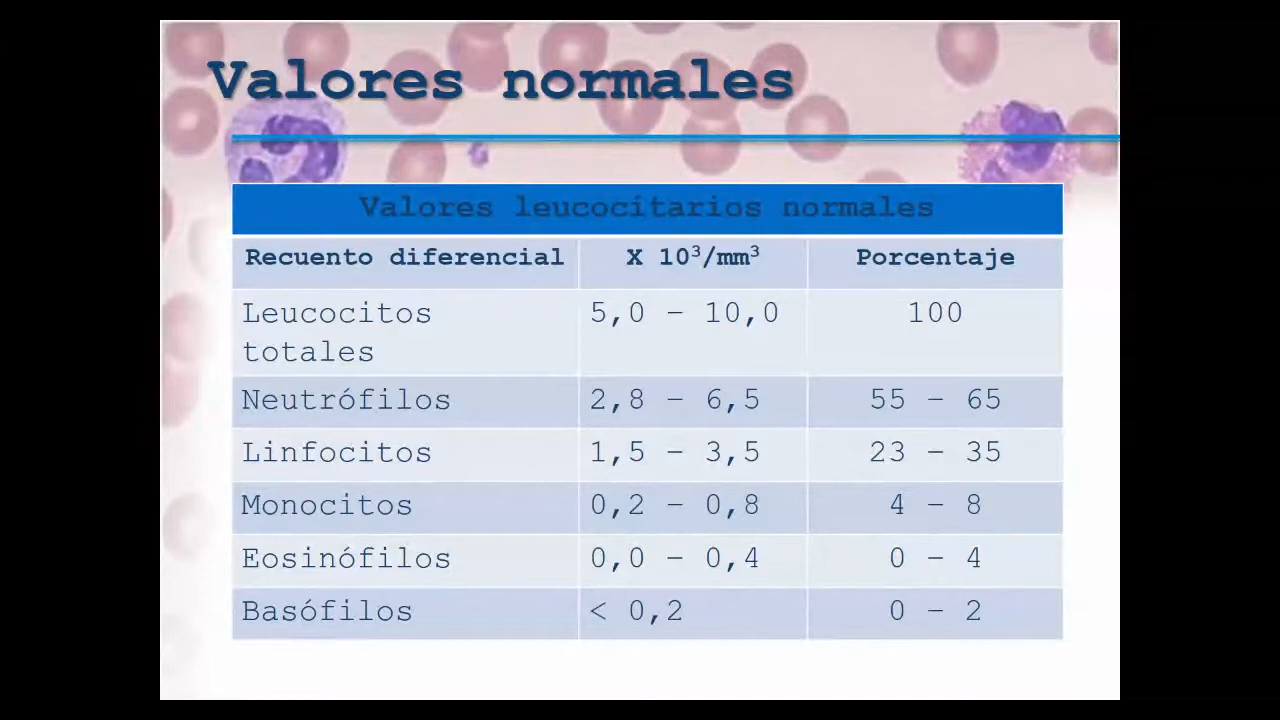 Valores normales
Valores leucocitarios normales
Recuento diferencial X 10³/mm³ Porcentaje
Leucocitos totales 5,0 – 10,0 100
Neutrófilos 2,8 – 6,5 55 – 65
Linfocitos 1,5 – 3,5 23 – 35
Monocitos 0,2 – 0,8 4 – 8
Eosinófilos 0,0 – 0,4 0 – 4
Basófilos < 0,2 0 – 2